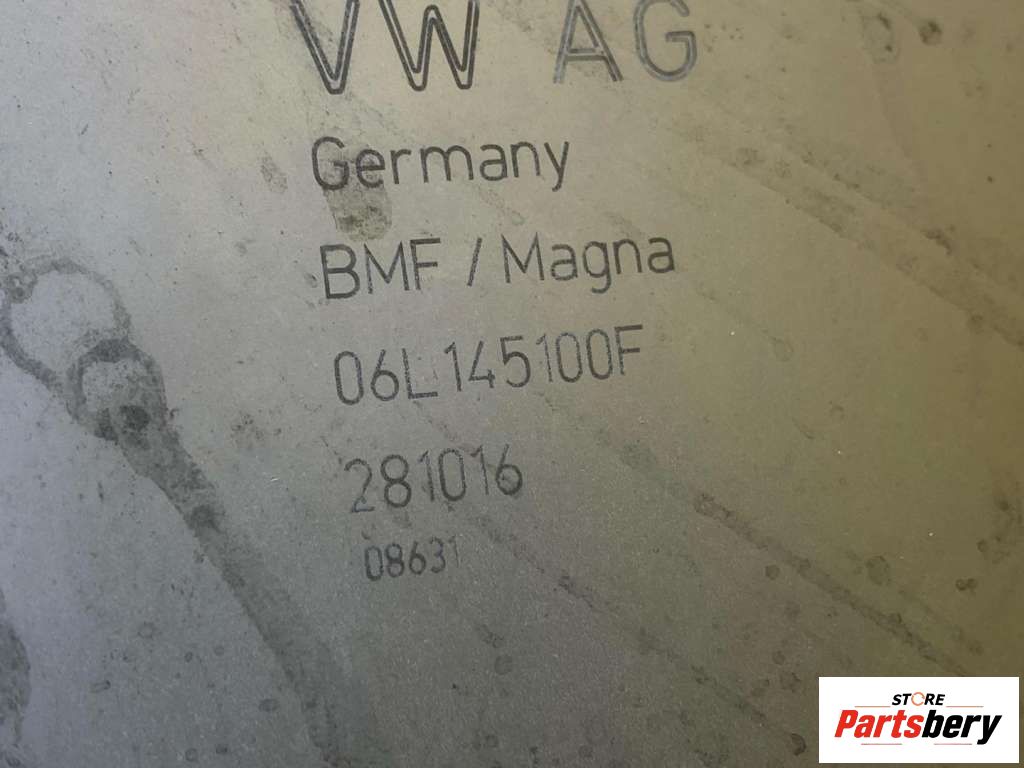 VW AG
Germany
BMF / Magna
06L145100F
281016
08631
STORE
Partsbery